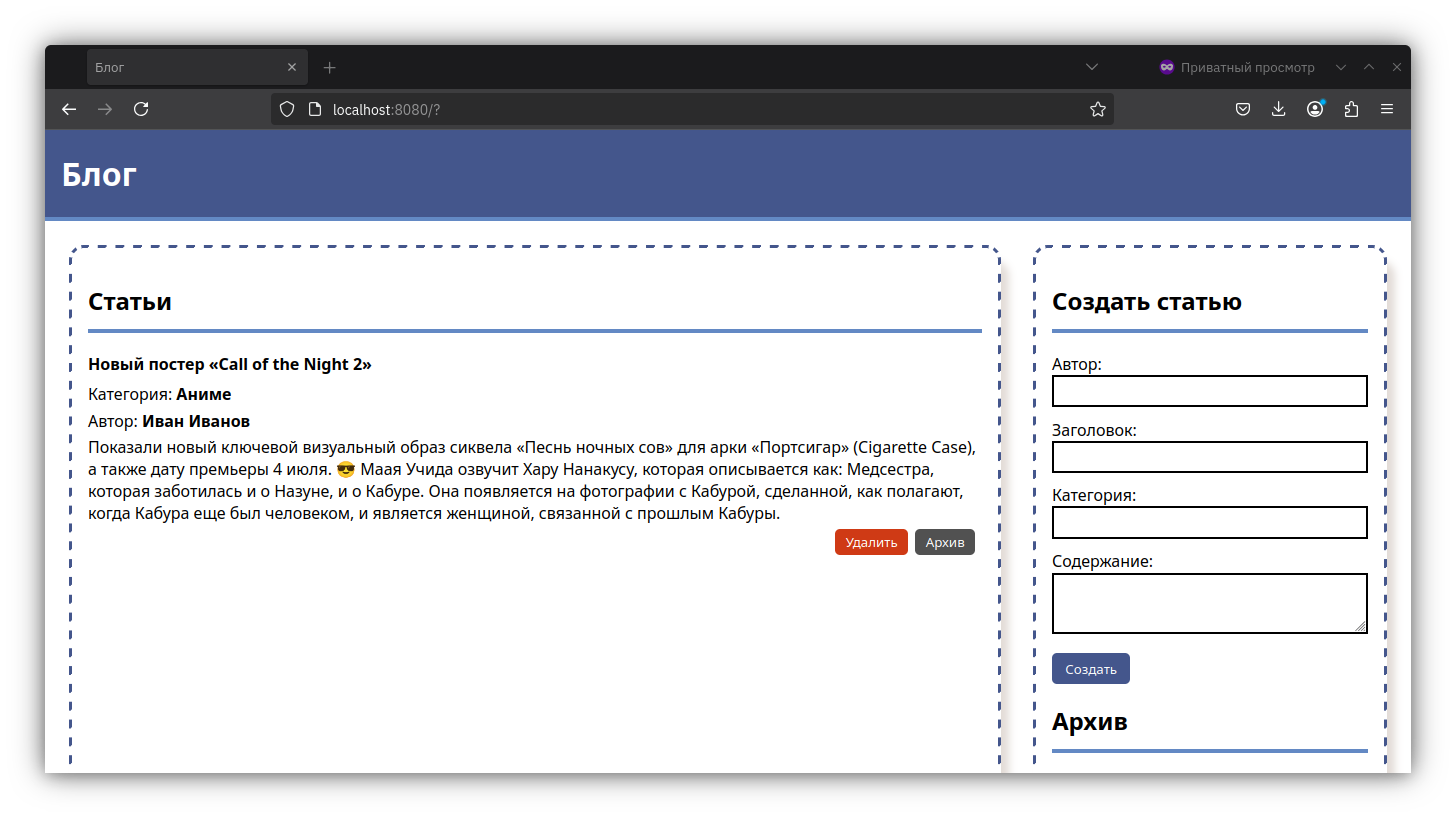 Блог
Приватный просмотр
localhost:8080/?
Блог
Статьи
Новый постер «Call of the Night 2»
Категория: Аниме
Автор: Иван Иванов
Показали новый ключевой визуальный образ сиквела «Песнь ночных сов» для арки «Портсигар» (Cigarette Case),
а также дату премьеры 4 июля. 😎 Маая Учида озвучит Хару Нанакусу, которая описывается как: Медсестра,
которая заботилась и о Назуне, и о Кабуре. Она появляется на фотографии с Кабурой, сделанной, как полагают,
когда Кабура еще был человеком, и является женщиной, связанной с прошлым Кабуры.
Удалить
Архив
Создать статью
Автор:
Заголовок:
Категория:
Содержание:
Создать
Архив